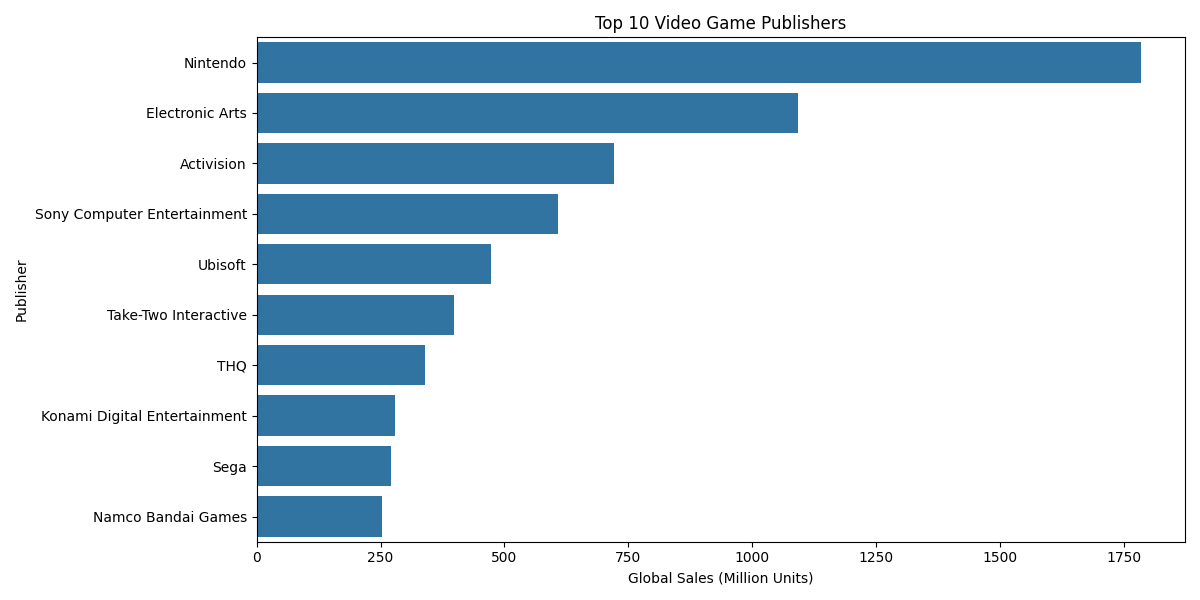 Top 10 Video Game Publishers
Publisher
Nintendo
Electronic Arts
Activision
Sony Computer Entertainment
Ubisoft
Take-Two Interactive
THQ
Konami Digital Entertainment
Sega
Namco Bandai Games
0 250 500 750 1000 1250 1500 1750
Global Sales (Million Units)